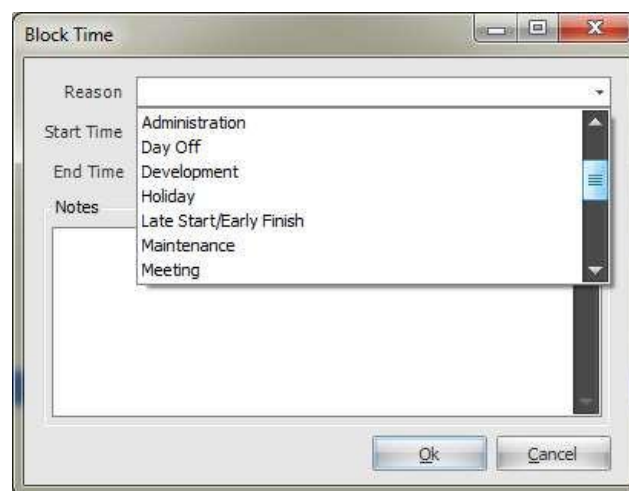 Block Time
Reason
Start Time
End Time
Administration
Day Off
Development
Holiday
Late Start/Early Finish
Maintenance
Meeting
Notes
Ok
Cancel